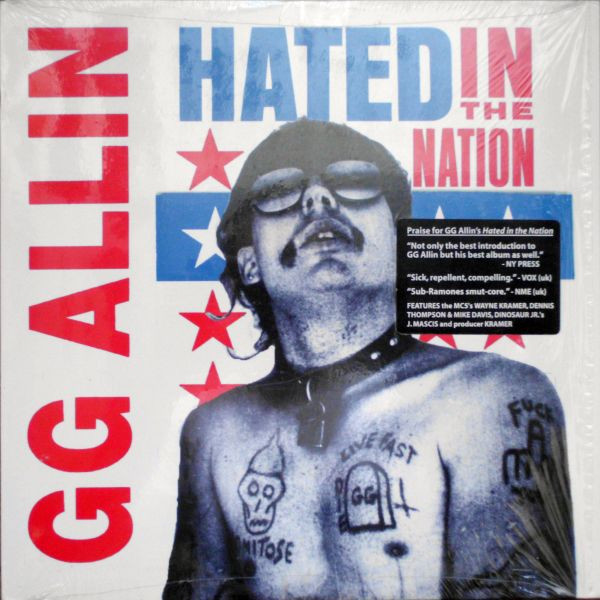 GG ALLIN
HATED IN
THE
NATION
Praise for GG Allin's Hated in the Nation
"Not only the best introduction to
GG Allin but his best album as well."
- NY PRESS
"Sick, repellent, compelling." - VOX (uk)
"Sub-Ramones smut-core." - NME (uk)
FEATURES the MC5's WAYNE KRAMER, DENNIS
THOMPSON & MIKE DAVIS, DINOSAUR JR.'s
J. MASCIS and producer KRAMER
LIVE FAST
GG
FUCK
A
MITOSE